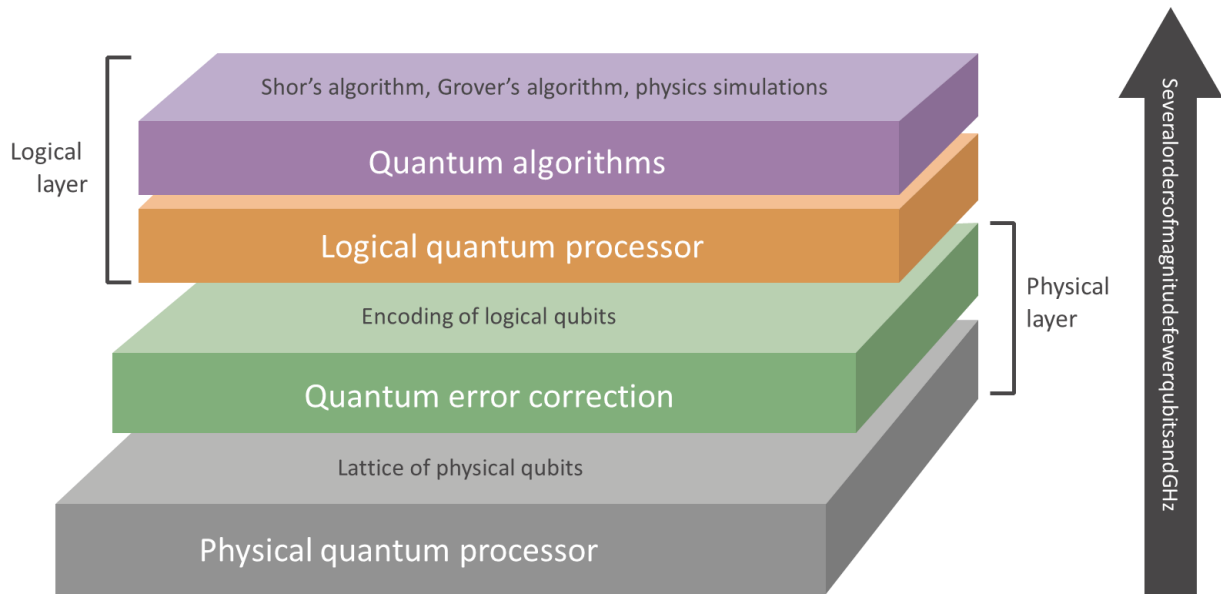 Shor’s algorithm, Grover’s algorithm, physics simulations
Quantum algorithms
Logical
layer
Logical quantum processor
Encoding of logical qubits
Physical
layer
Quantum error correction
Lattice of physical qubits
Physical quantum processor
SeveralordersofmagnitudefewerqubitsandGHz